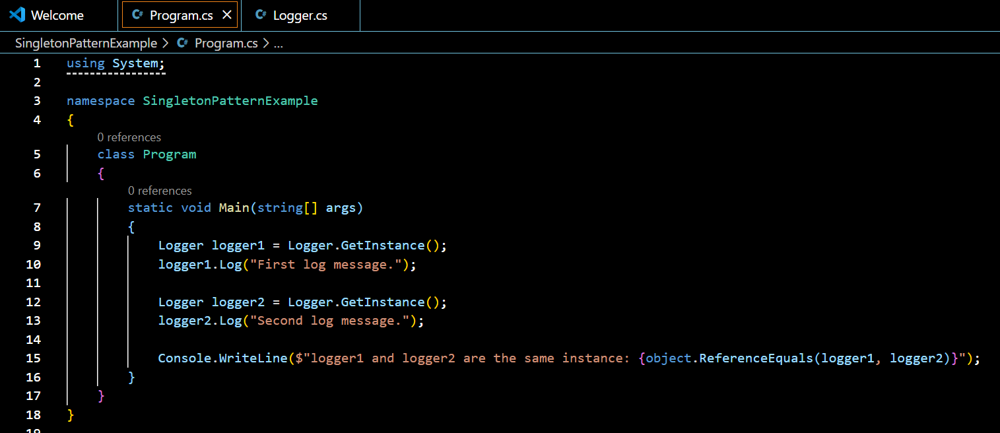 Welcome Program.cs Logger.cs
SingletonPatternExample > Program.cs > ...
1 using System;
2
3 namespace SingletonPatternExample
4 {
0 references
5 class Program
6 {
0 references
7 static void Main(string[] args)
8 {
9 Logger logger1 = Logger.GetInstance();
10 logger1.Log("First log message.");
11
12 Logger logger2 = Logger.GetInstance();
13 logger2.Log("Second log message.");
14
15 Console.WriteLine($"logger1 and logger2 are the same instance: {object.ReferenceEquals(logger1, logger2)}");
16 }
17 }
18 }
19